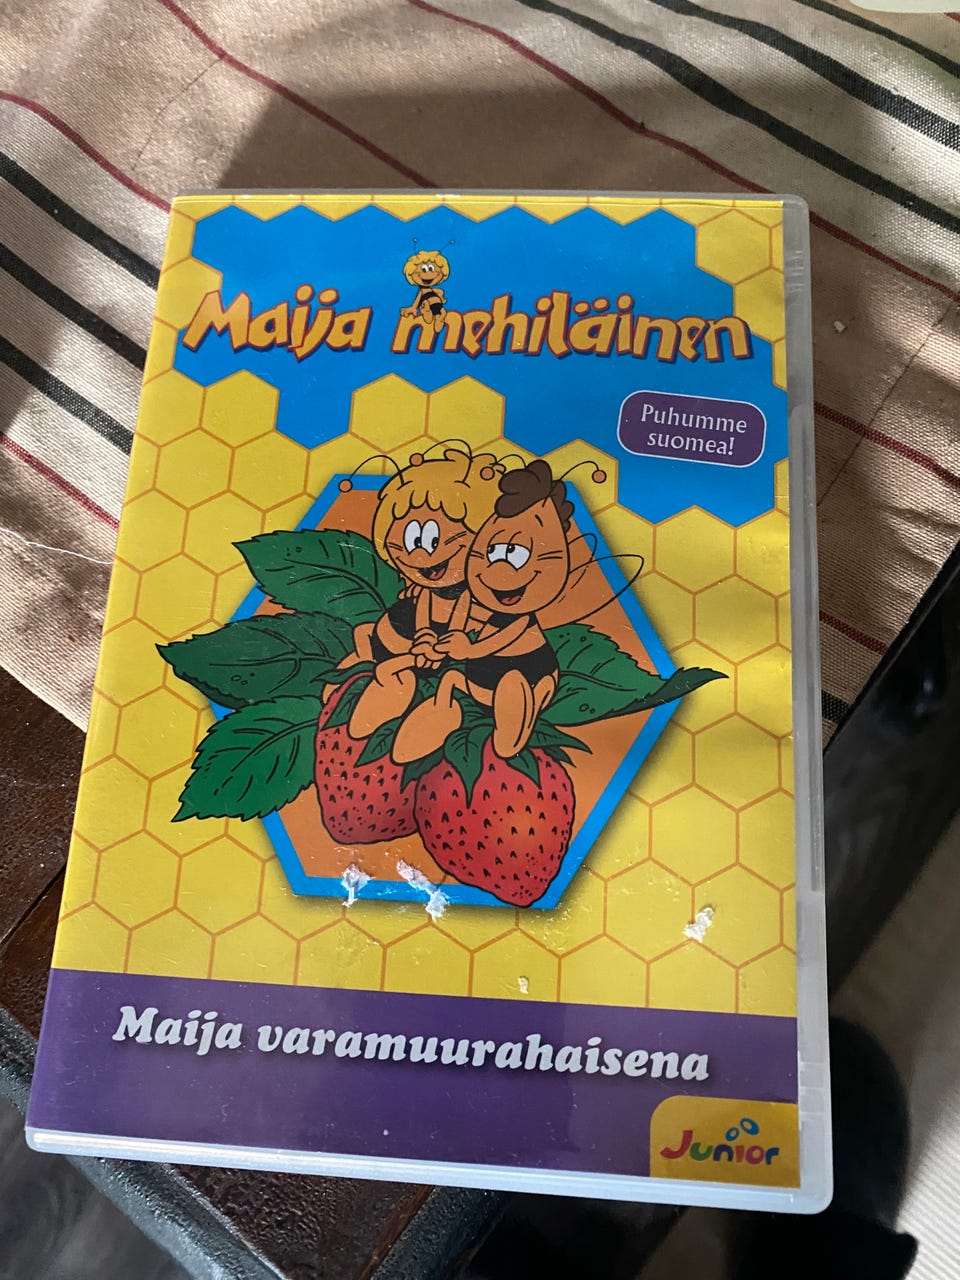 Maija mehiläinen
Puhumme
suomea!
Maija varamuurahaisena
Junior